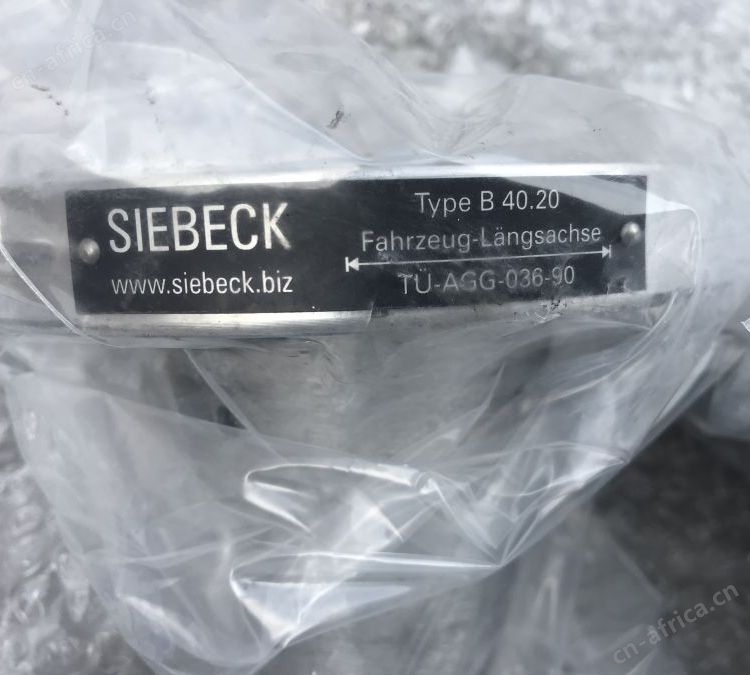 SIEBECK
www.siebeck.biz
Type B 40.20
Fahrzeug-Längsachse
TÜ-AGG-036-90
cn-africa.cn
cn-africa.cn